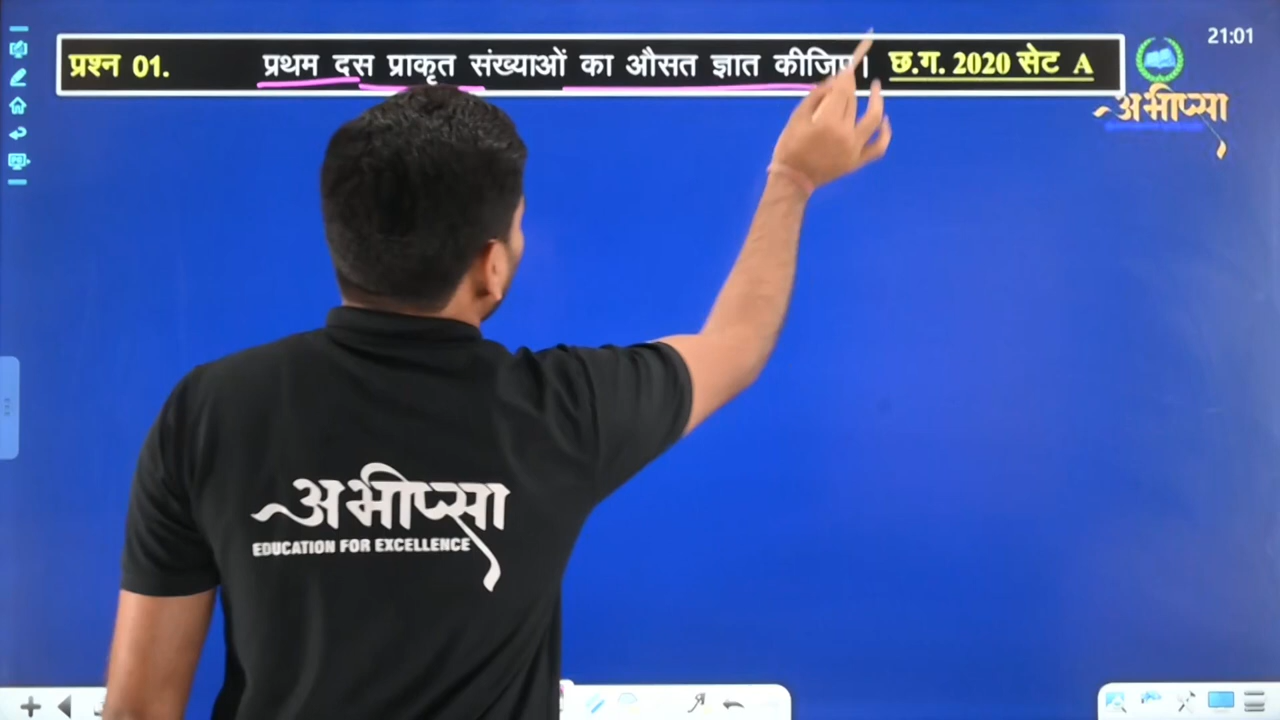 21:01
प्रश्न 01. प्रथम दस प्राकृत संख्याओं का औसत ज्ञात कीजिए। छ.ग. 2020 सेट A
अभीप्सा
अभीप्सा
EDUCATION FOR EXCELLENCE